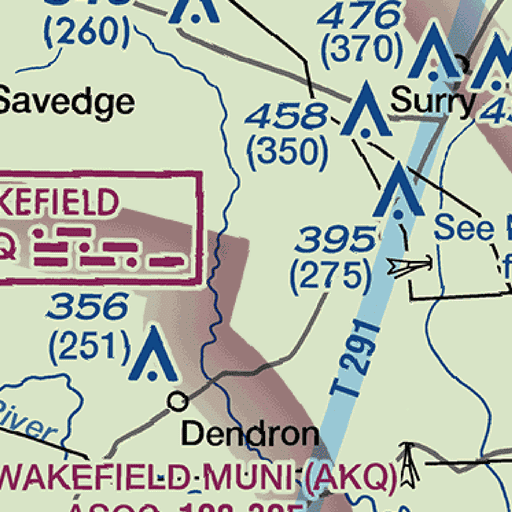 (260)
476
(370)
Savedge
458
(350)
Surry
KEFIELD
Q
395
(275)
See
356
(251)
T 291
River
Dendron
WAKEFIELD-MUNI (AKQ)